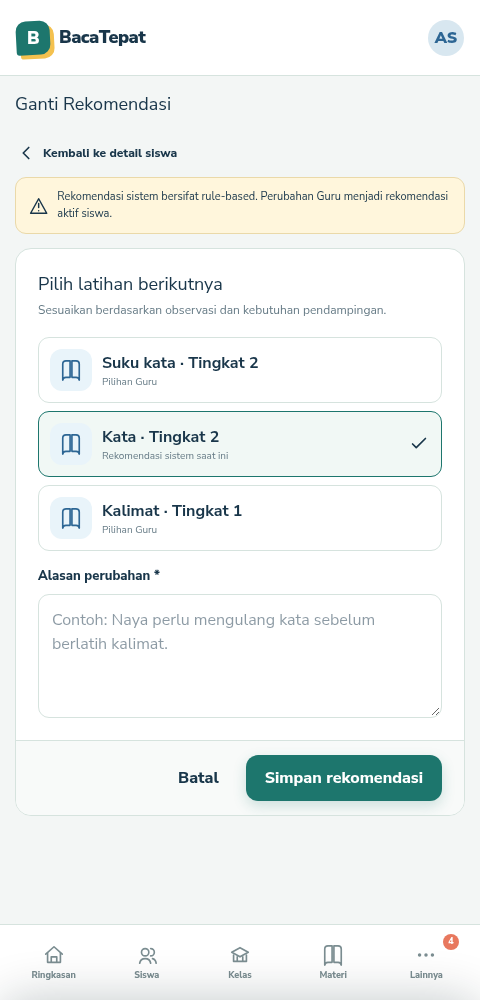 B BacaTepat
AS
Ganti Rekomendasi
Kembali ke detail siswa
Rekomendasi sistem bersifat rule-based. Perubahan Guru menjadi rekomendasi
aktif siswa.
Pilih latihan berikutnya
Sesuaikan berdasarkan observasi dan kebutuhan pendampingan.
Suku kata · Tingkat 2
Pilihan Guru
Kata · Tingkat 2
Rekomendasi sistem saat ini
Kalimat · Tingkat 1
Pilihan Guru
Alasan perubahan *
Contoh: Naya perlu mengulang kata sebelum
berlatih kalimat.
Batal
Simpan rekomendasi
4
Ringkasan
Siswa
Kelas
Materi
Lainnya